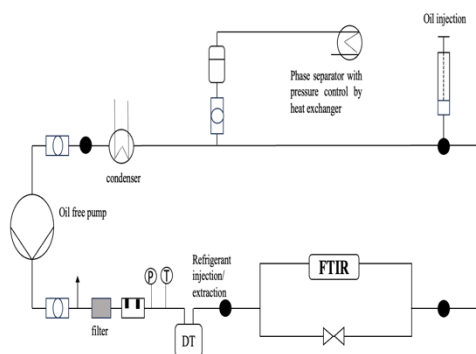 Oil injection
Phase separator with
pressure control by
heat exchanger
condenser
Oil free pump
P
T
Refrigerant
injection/
extraction
FTIR
filter
DT